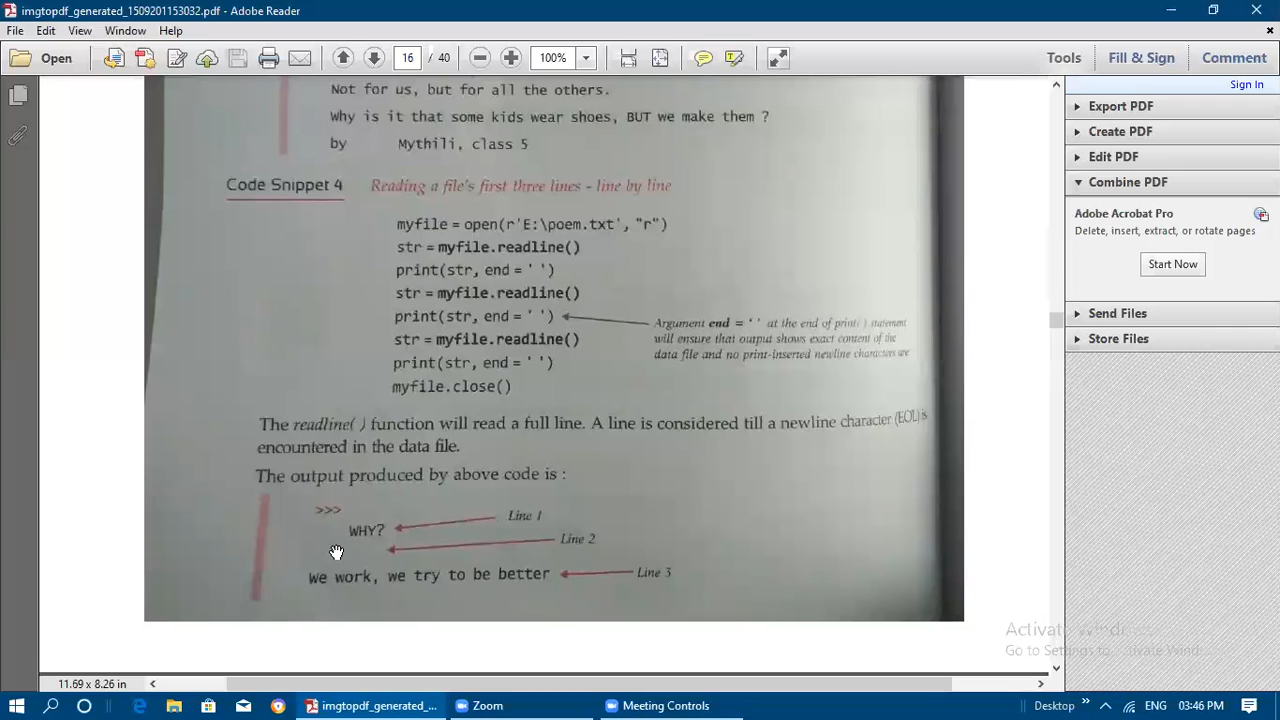 imgtopdf_generated_1509201153032.pdf - Adobe Reader
File Edit View Window Help
Open 16 / 40 100% Tools Fill & Sign Comment
Sign In
Export PDF
Create PDF
Edit PDF
Combine PDF
Adobe Acrobat Pro
Delete, insert, extract, or rotate pages
Start Now
Send Files
Store Files
Not for us, but for all the others.
Why is it that some kids wear shoes, BUT we make them ?
by Mythili, class 5
Code Snippet 4 Reading a file's first three lines - line by line
myfile = open(r'E:\poem.txt', "r")
str = myfile.readline()
print(str, end = ' ')
str = myfile.readline()
print(str, end = ' ')
str = myfile.readline()
print(str, end = ' ')
myfile.close()
Argument end = ' ' at the end of print( ) statement
will ensure that output shows exact content of the
data file and no print-inserted newline characters are
The readline( ) function will read a full line. A line is considered till a newline character (EOL) is
encountered in the data file.
The output produced by above code is :
>>>
WHY? Line 1
Line 2
We work, we try to be better Line 3
Activate Windows
Go to Settings to Activate Wind
11.69 x 8.26 in
imgtopdf_generated_... Zoom Meeting Controls Desktop ENG 03:46 PM